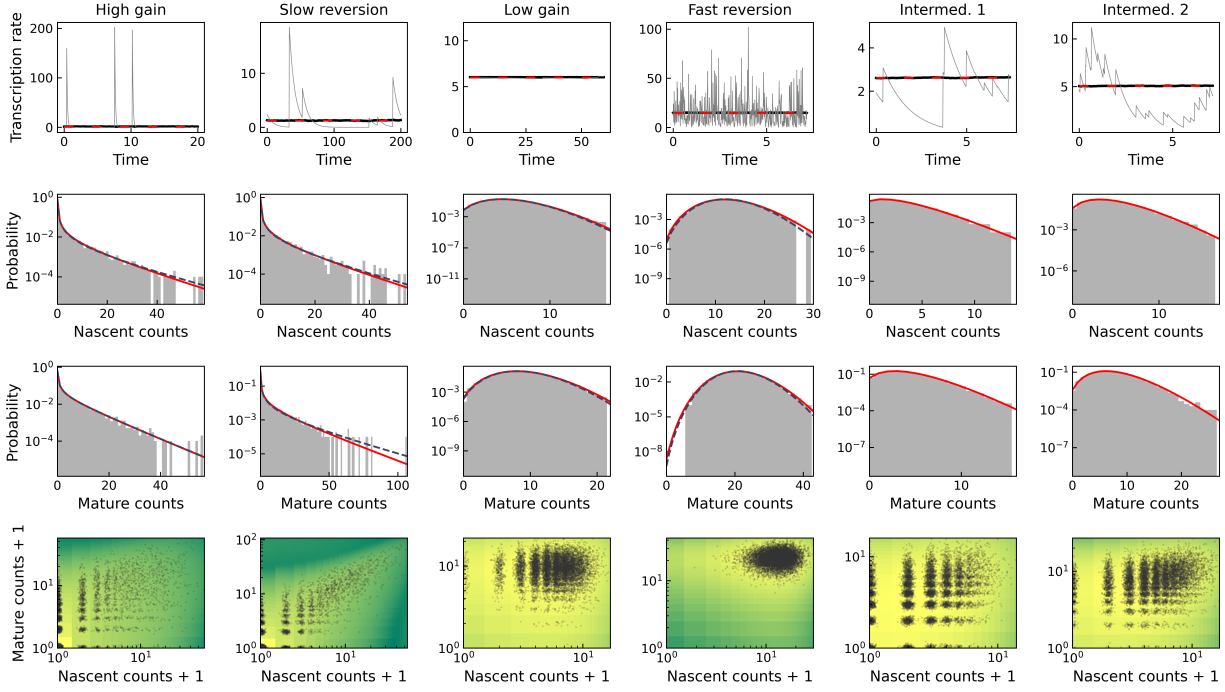 High gain Slow reversion Low gain Fast reversion Intermed. 1 Intermed. 2
Transcription rate
200
100
0
0 10 20
Time
10
0
0 100 200
Time
10
5
0
0 25 50
Time
100
50
0
0 5
Time
4
2
5
Time
10
5
0
0 5
Time
Probability
10^0
10^-2
10^-4
0 20 40
Nascent counts
10^0
10^-2
10^-4
0 20 40
Nascent counts
10^-3
10^-7
10^-11
0 10
Nascent counts
10^-3
10^-6
10^-9
0 10 20 30
Nascent counts
10^-3
10^-6
10^-9
0 5 10
Nascent counts
10^-3
10^-6
0 10
Nascent counts
Probability
10^0
10^-2
10^-4
0 20 40
Mature counts
10^-1
10^-3
10^-5
0 50 100
Mature counts
10^-3
10^-6
10^-9
0 10 20
Mature counts
10^-2
10^-5
10^-8
0 20 40
Mature counts
10^-1
10^-4
10^-7
0 10
Mature counts
10^-1
10^-4
10^-7
0 10 20
Mature counts
Mature counts + 1
10^1
10^0
10^0 10^1
Nascent counts + 1
10^2
10^1
10^0
10^0 10^1
Nascent counts + 1
10^1
10^0
10^0 10^1
Nascent counts + 1
10^1
10^0
10^0 10^1
Nascent counts + 1
10^1
10^0
10^0 10^1
Nascent counts + 1
10^1
10^0
10^0 10^1
Nascent counts + 1